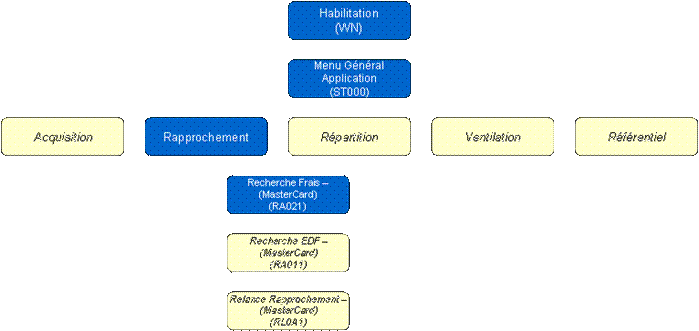 Habilitation
(WN)
Menu Général
Application
(ST000)
Acquisition
Rapprochement
Répartition
Ventilation
Référentiel
Recherche Frais –
(MasterCard)
(RA021)
Recherche EDF –
(MasterCard)
(RA011)
Relance Rapprochement –
(MasterCard)
(RL0A1)